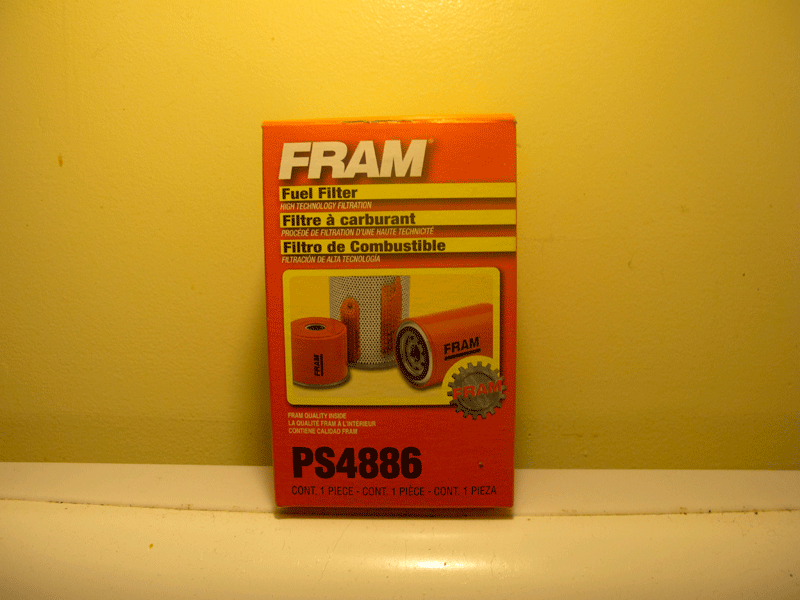 FRAM®
Fuel Filter
HIGH TECHNOLOGY FILTRATION
Filtre à carburant
PROCÉDÉ DE FILTRATION D'UNE HAUTE TECHNICITÉ
Filtro de Combustible
FILTRACIÓN DE ALTA TECNOLOGÍA
FRAM
FRAM
FRAM
FRAM QUALITY INSIDE
LA QUALITÉ FRAM À L'INTÉRIEUR
CONTIENE CALIDAD FRAM
PS4886
CONT. 1 PIECE - CONT. 1 PIÈCE - CONT. 1 PIEZA